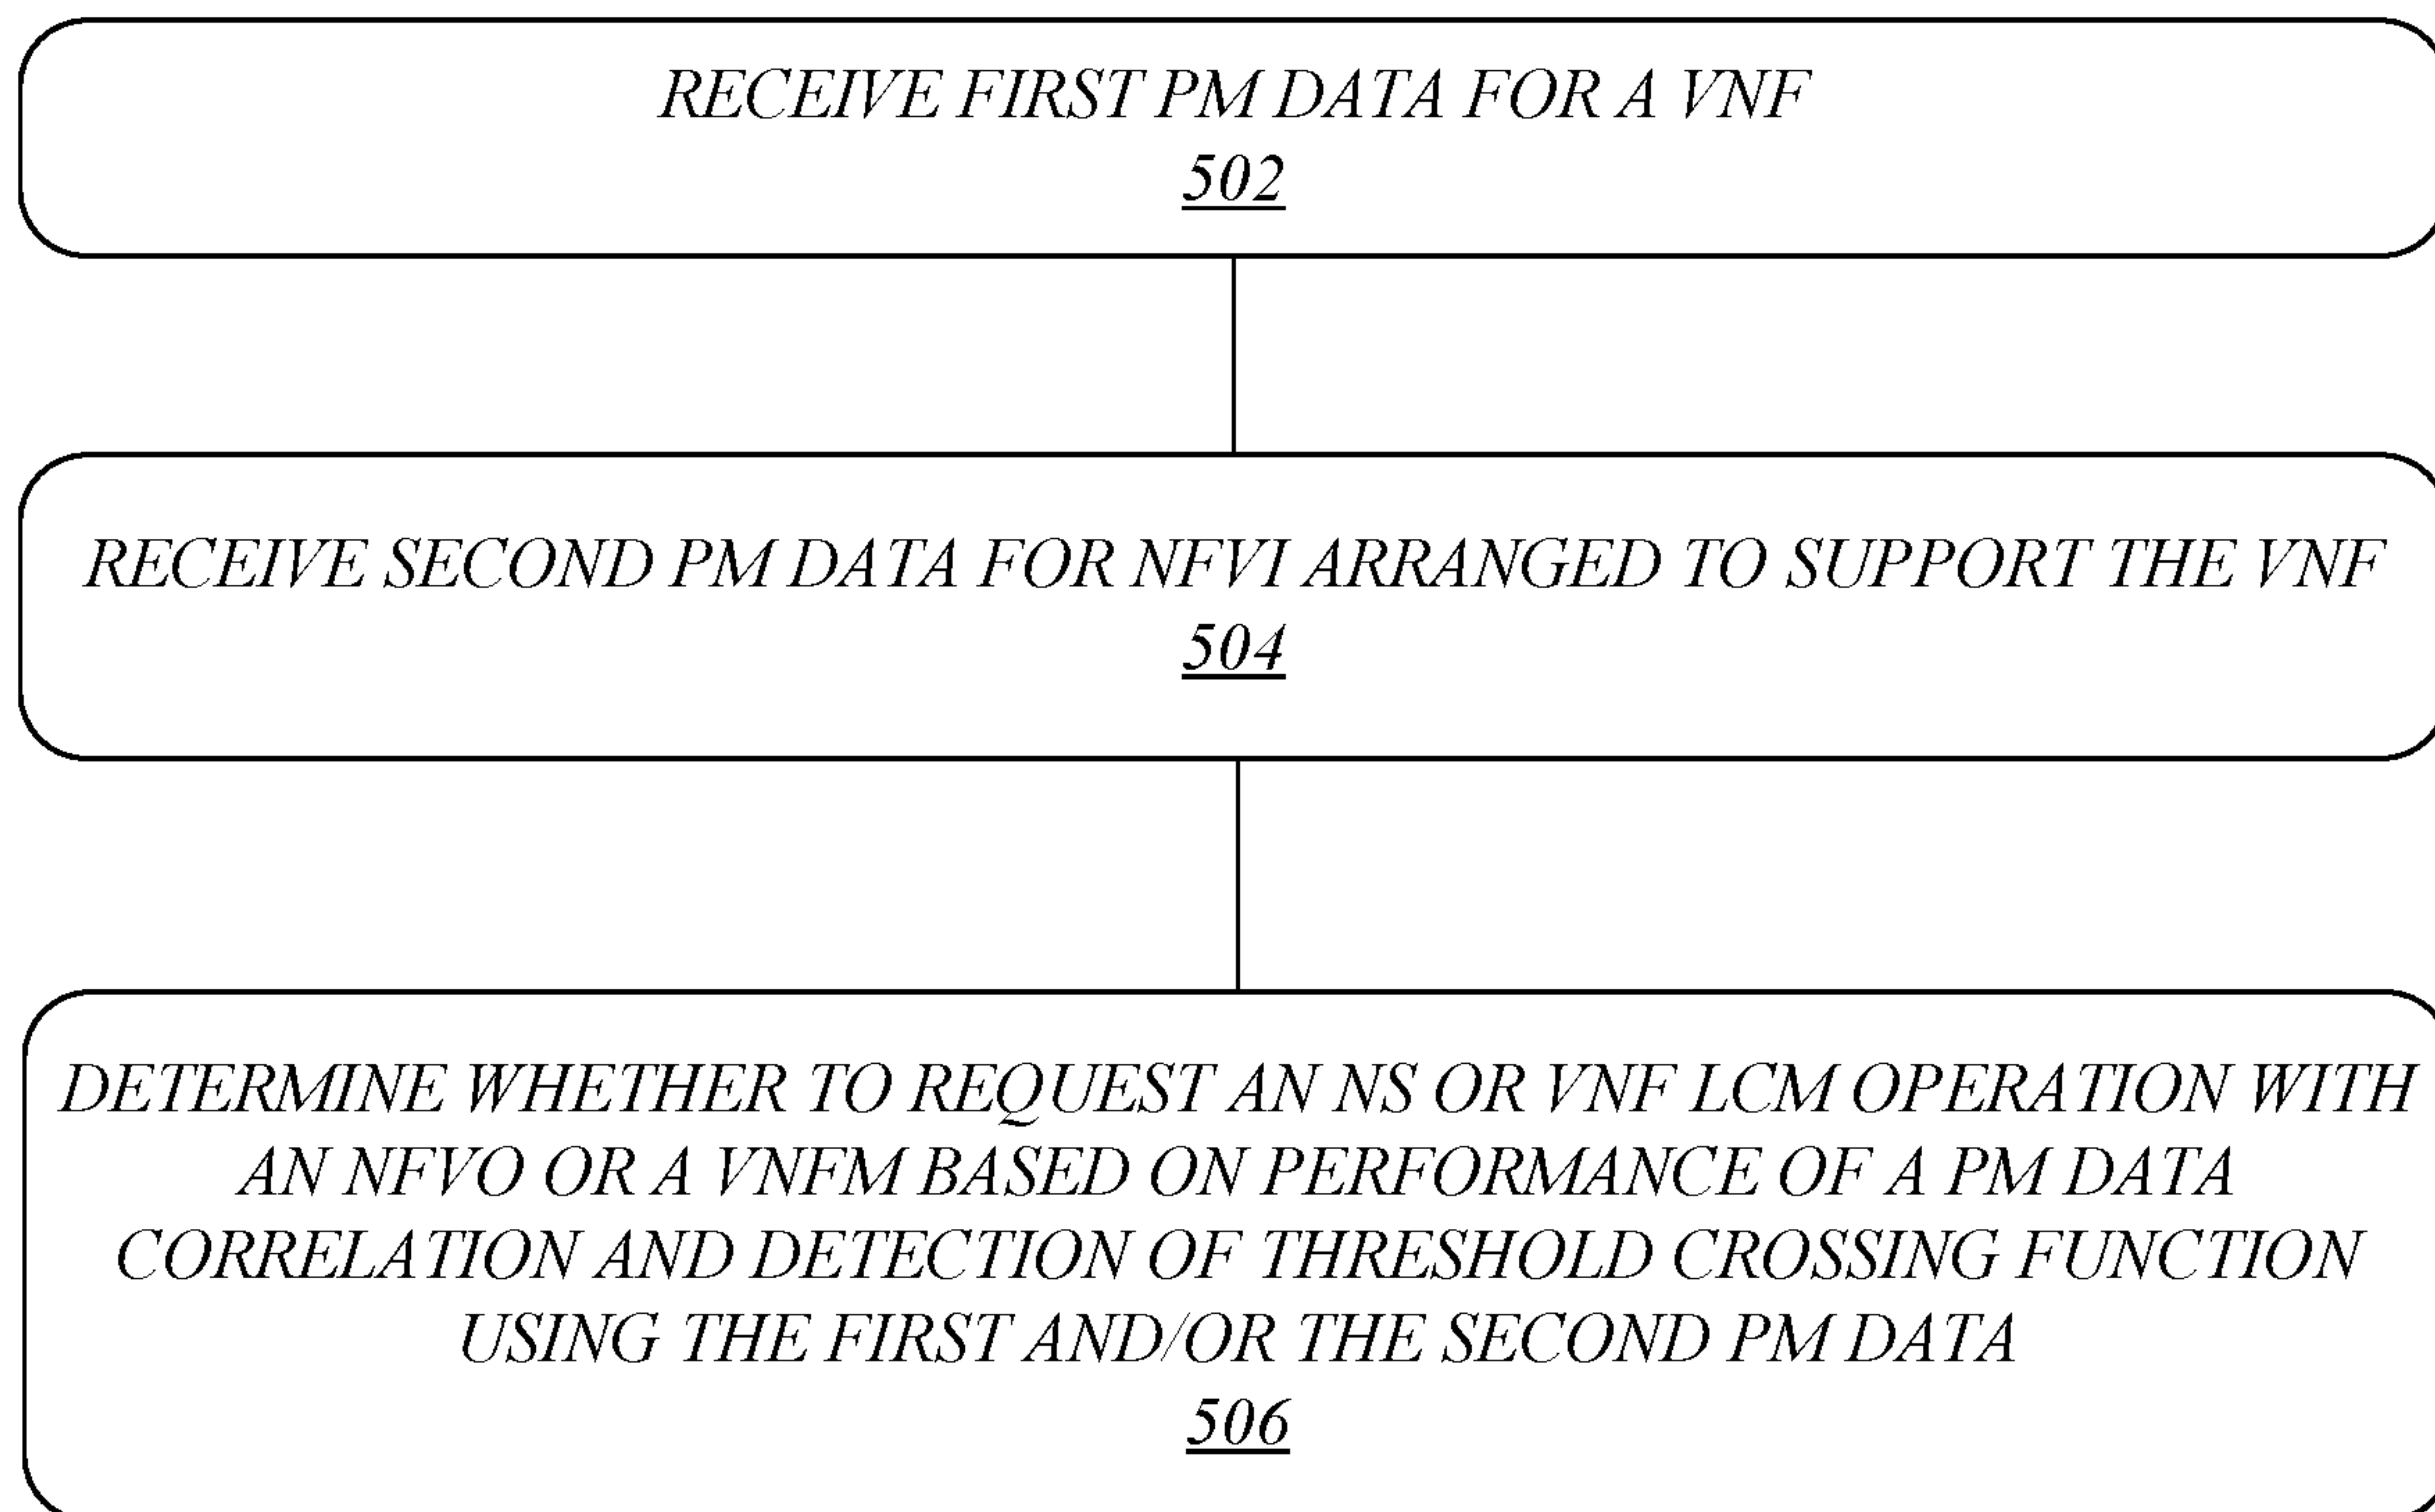 RECEIVE FIRST PM DATA FOR A VNF
502
RECEIVE SECOND PM DATA FOR NFVI ARRANGED TO SUPPORT THE VNF
504
DETERMINE WHETHER TO REQUEST AN NS OR VNF LCM OPERATION WITH
AN NFVO OR A VNFM BASED ON PERFORMANCE OF A PM DATA
CORRELATION AND DETECTION OF THRESHOLD CROSSING FUNCTION
USING THE FIRST AND/OR THE SECOND PM DATA
506